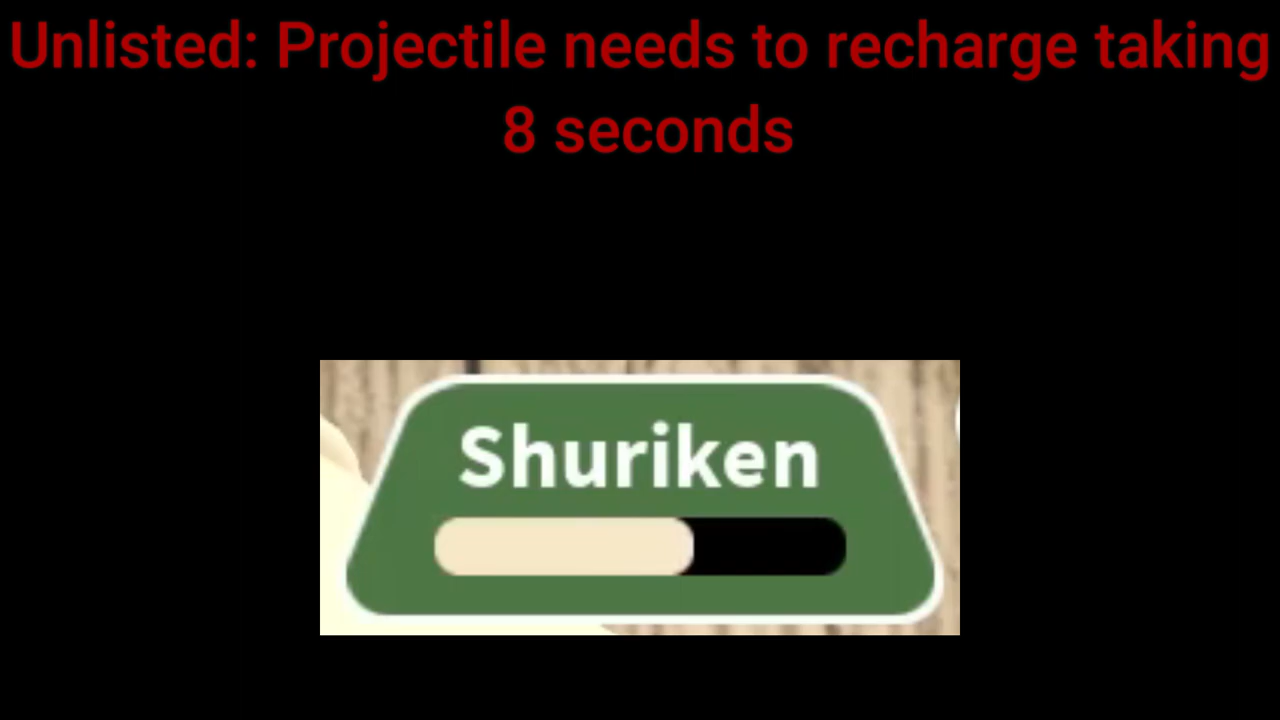 Unlisted: Projectile needs to recharge taking
8 seconds
Shuriken